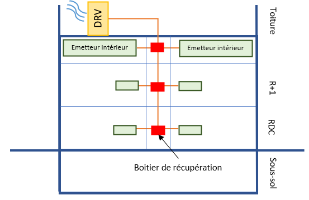 DRV
Toiture
Emetteur intérieur
Emetteur intérieur
R+1
RDC
Boitier de récupération
Sous-sol